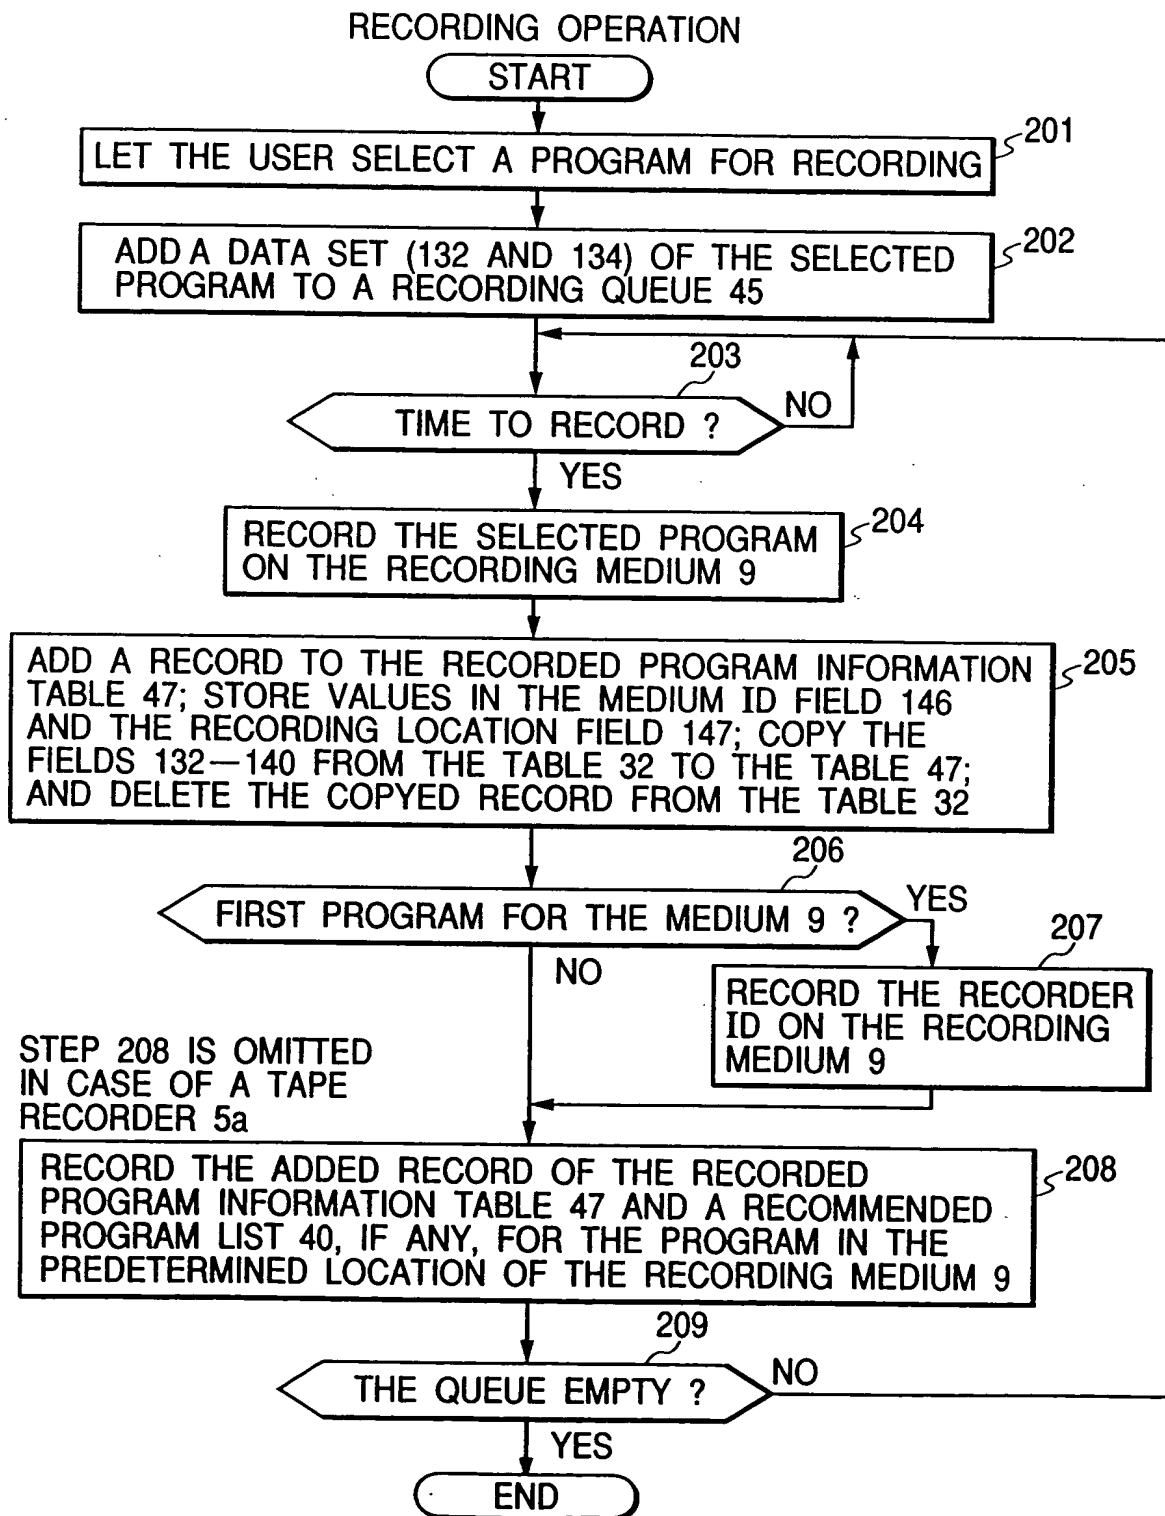 RECORDING OPERATION
START
201
LET THE USER SELECT A PROGRAM FOR RECORDING
202
ADD A DATA SET (132 AND 134) OF THE SELECTED
PROGRAM TO A RECORDING QUEUE 45
203
TIME TO RECORD ?
NO
YES
204
RECORD THE SELECTED PROGRAM
ON THE RECORDING MEDIUM 9
205
ADD A RECORD TO THE RECORDED PROGRAM INFORMATION
TABLE 47; STORE VALUES IN THE MEDIUM ID FIELD 146
AND THE RECORDING LOCATION FIELD 147; COPY THE
FIELDS 132—140 FROM THE TABLE 32 TO THE TABLE 47;
AND DELETE THE COPYED RECORD FROM THE TABLE 32
206
FIRST PROGRAM FOR THE MEDIUM 9 ?
YES
NO
207
RECORD THE RECORDER
ID ON THE RECORDING
MEDIUM 9
STEP 208 IS OMITTED
IN CASE OF A TAPE
RECORDER 5a
208
RECORD THE ADDED RECORD OF THE RECORDED
PROGRAM INFORMATION TABLE 47 AND A RECOMMENDED
PROGRAM LIST 40, IF ANY, FOR THE PROGRAM IN THE
PREDETERMINED LOCATION OF THE RECORDING MEDIUM 9
209
THE QUEUE EMPTY ?
NO
YES
END